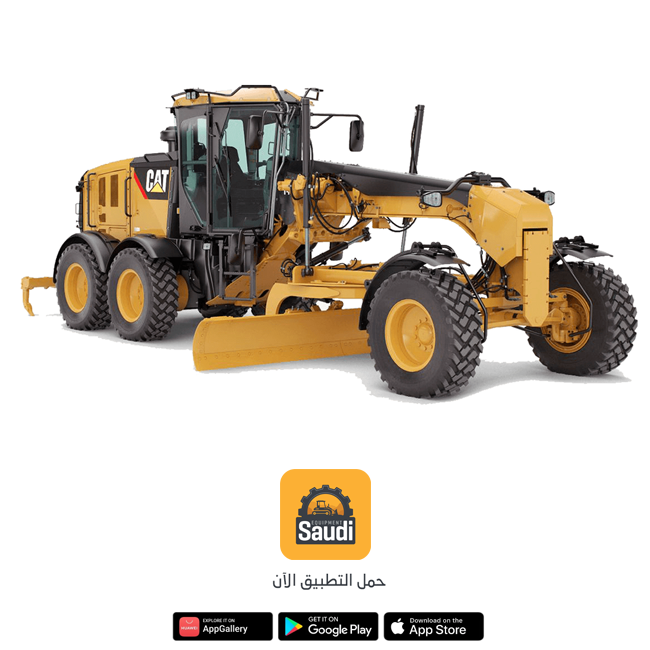 CAT
EQUIPMENT
Saudi
حمل التطبيق الآن
EXPLORE IT ON
AppGallery
GET IT ON
Google Play
Download on the
App Store